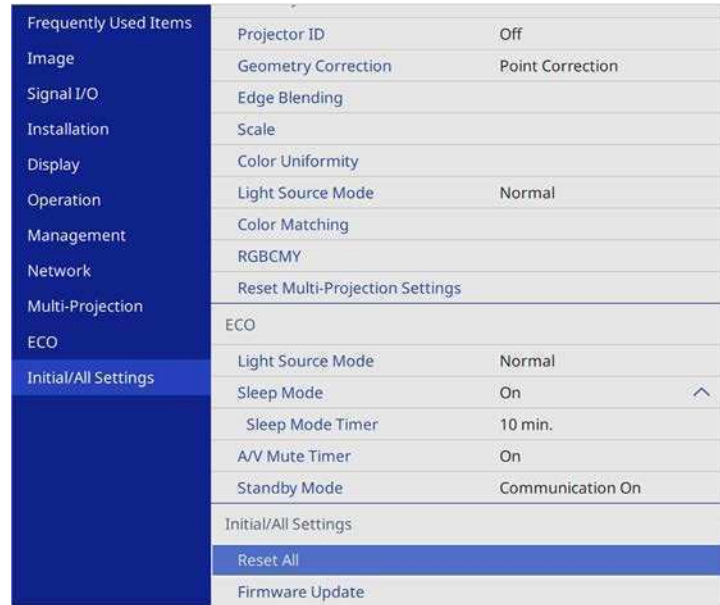 Frequently Used Items
Image
Signal I/O
Installation
Display
Operation
Management
Network
Multi-Projection
ECO
Initial/All Settings
Projector ID Off
Geometry Correction Point Correction
Edge Blending
Scale
Color Uniformity
Light Source Mode Normal
Color Matching
RGBCMY
Reset Multi-Projection Settings
ECO
Light Source Mode Normal
Sleep Mode On
Sleep Mode Timer 10 min.
A/V Mute Timer On
Standby Mode Communication On
Initial/All Settings
Reset All
Firmware Update